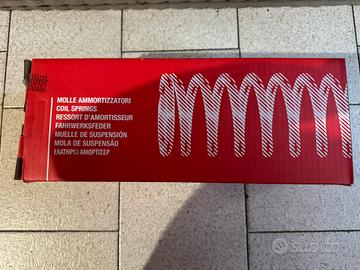 MOLLE AMMORTIZZATORI
COIL SPRINGS
RESSORT D'AMORTISSEUR
FAHRWERKSFEDER
MUELLE DE SUSPENSIÓN
MOLA DE SUSPENSÃO
ΕΛΑΤΗΡΙΟ ΑΜΟΡΤΙΣΕΡ
subito